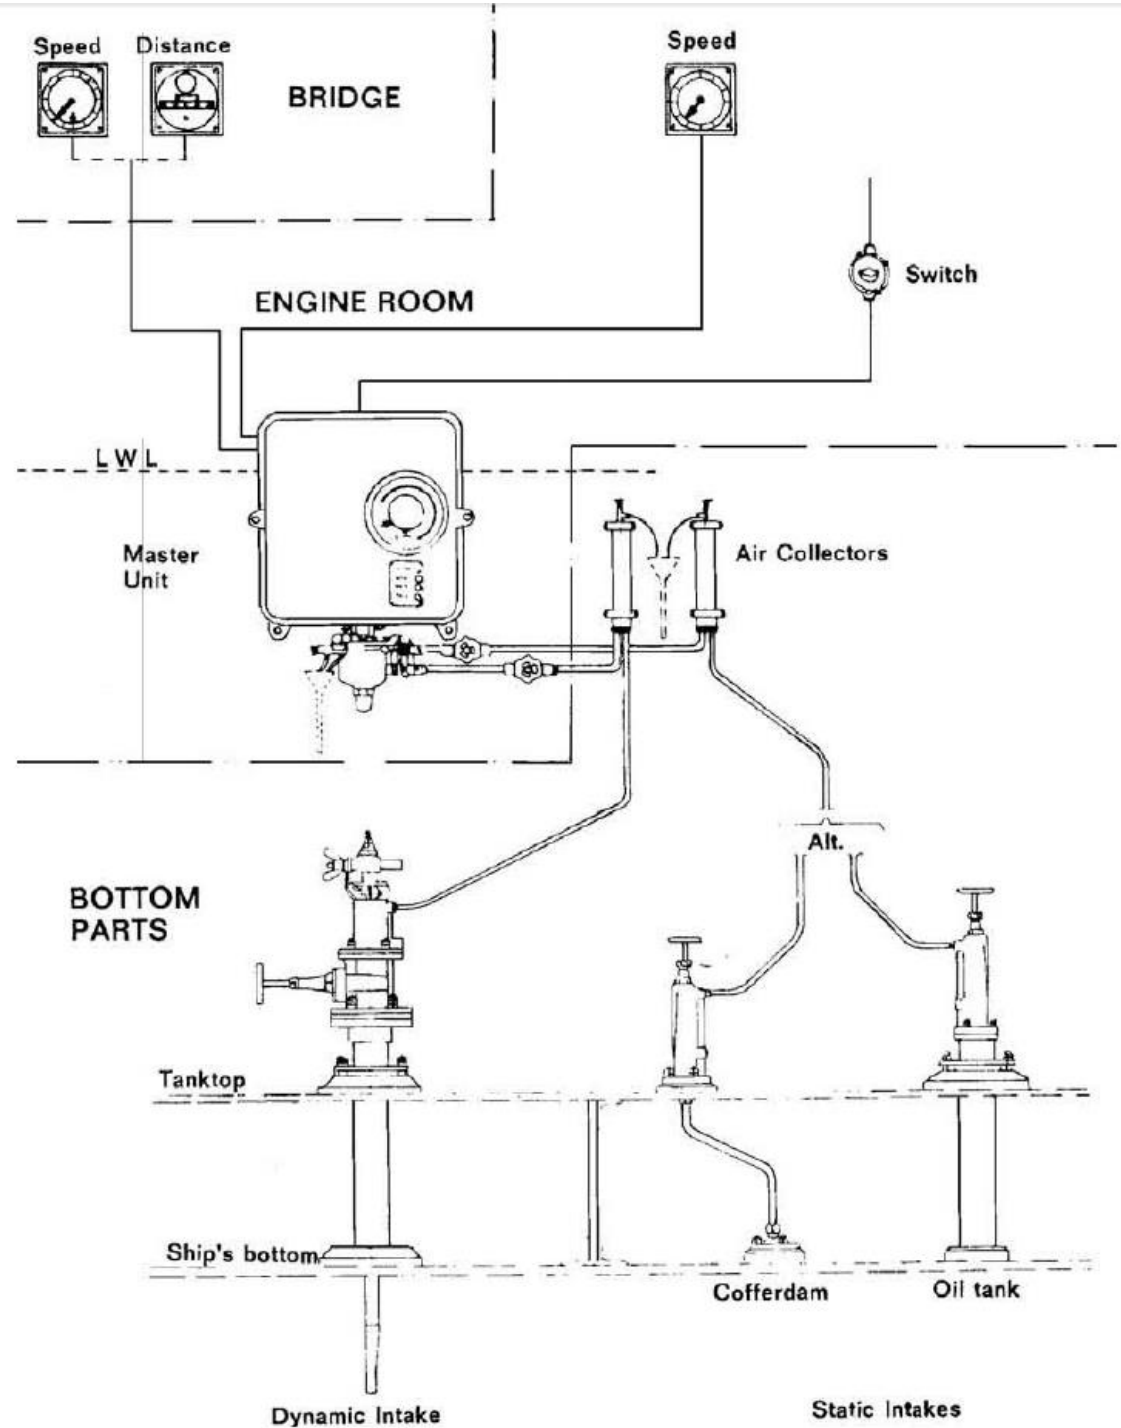 Speed Distance
Speed
BRIDGE
Switch
ENGINE ROOM
L W L
Master
Unit
Air Collectors
Alt.
BOTTOM
PARTS
Tanktop
Ship's bottom
Cofferdam
Oil tank
Dynamic Intake
Static Intakes